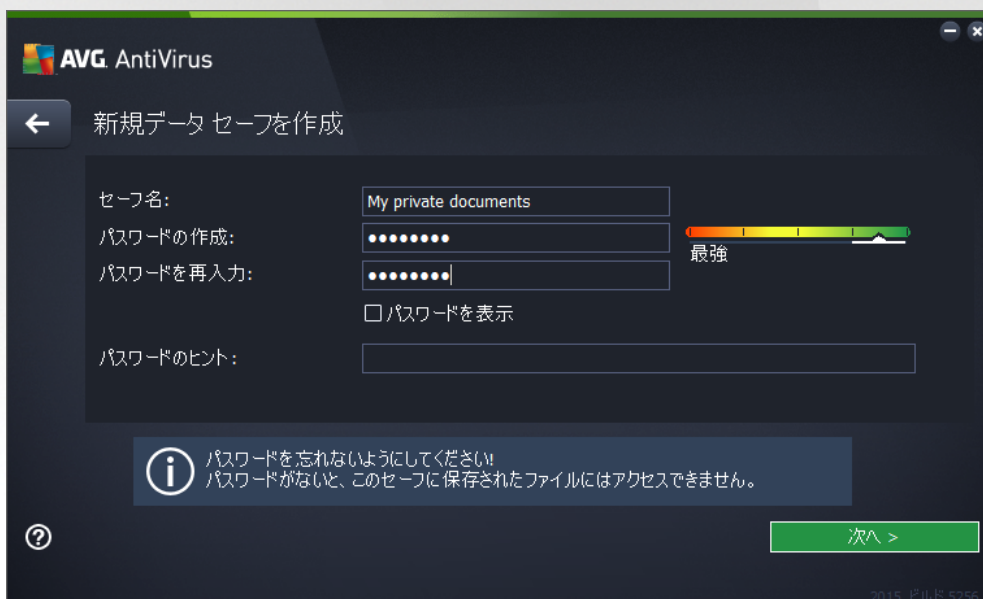 AVG. AntiVirus
新規データ セーフを作成
セーフ名:
My private documents
パスワードの作成:
●●●●●●●●
最強
パスワードを再入力:
●●●●●●●●
パスワードを表示
パスワードのヒント:
パスワードを忘れないようにしてください!
パスワードがないと、このセーフに保存されたファイルにはアクセスできません。
次へ >
2015 ビルド 5256